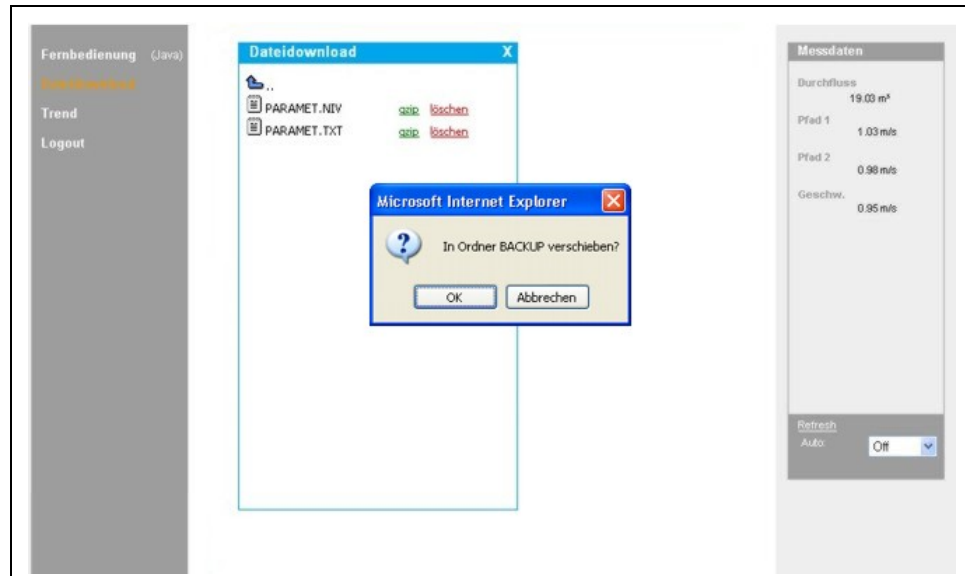 Fernbedienung (Java)
Dateidownload
Trend
Logout
Dateidownload X
..
PARAMET.NIV gzip löschen
PARAMET.TXT gzip löschen
Microsoft Internet Explorer
In Ordner BACKUP verschieben?
OK Abbrechen
Messdaten
Durchfluss
19.03 m³
Pfad 1
1.03 m/s
Pfad 2
0.98 m/s
Geschw.
0.95 m/s
Refresh
Auto: Off